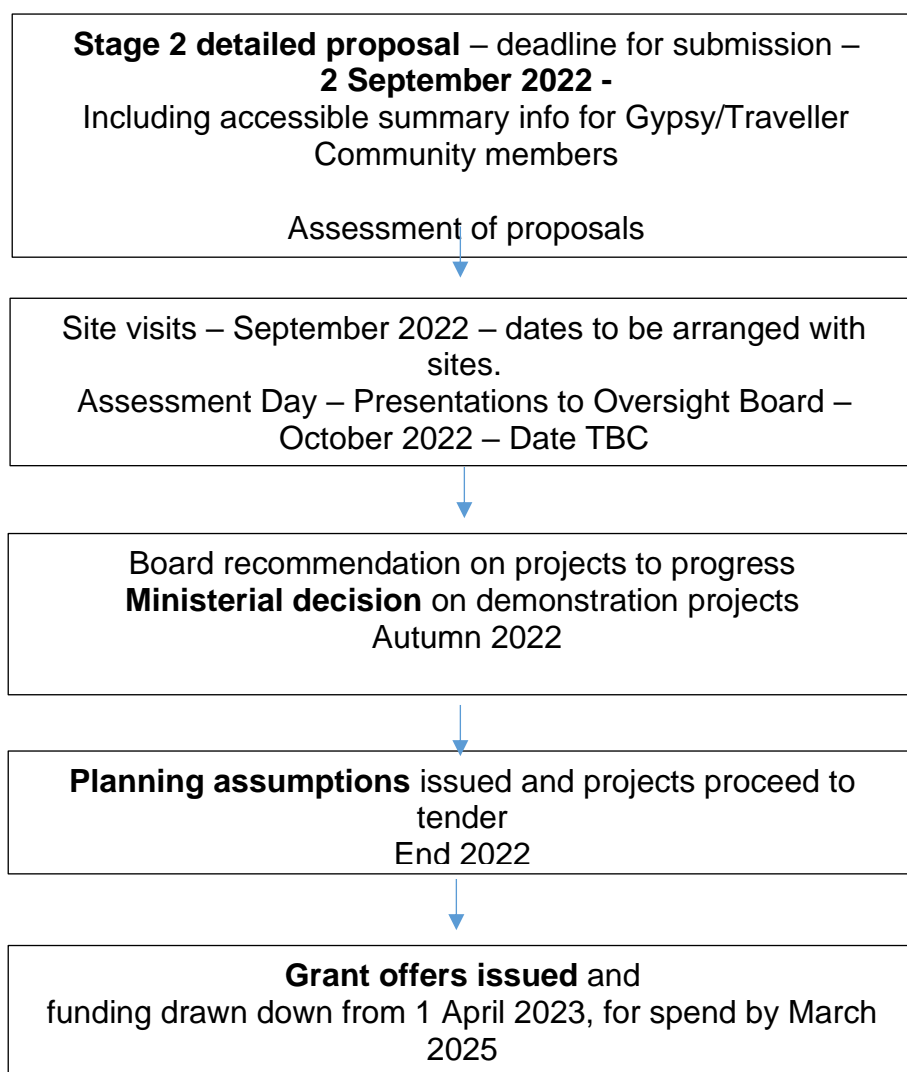 Stage 2 detailed proposal – deadline for submission –
2 September 2022 -
Including accessible summary info for Gypsy/Traveller
Community members
Assessment of proposals
Site visits – September 2022 – dates to be arranged with
sites.
Assessment Day – Presentations to Oversight Board –
October 2022 – Date TBC
Board recommendation on projects to progress
Ministerial decision on demonstration projects
Autumn 2022
Planning assumptions issued and projects proceed to
tender
End 2022
Grant offers issued and
funding drawn down from 1 April 2023, for spend by March
2025